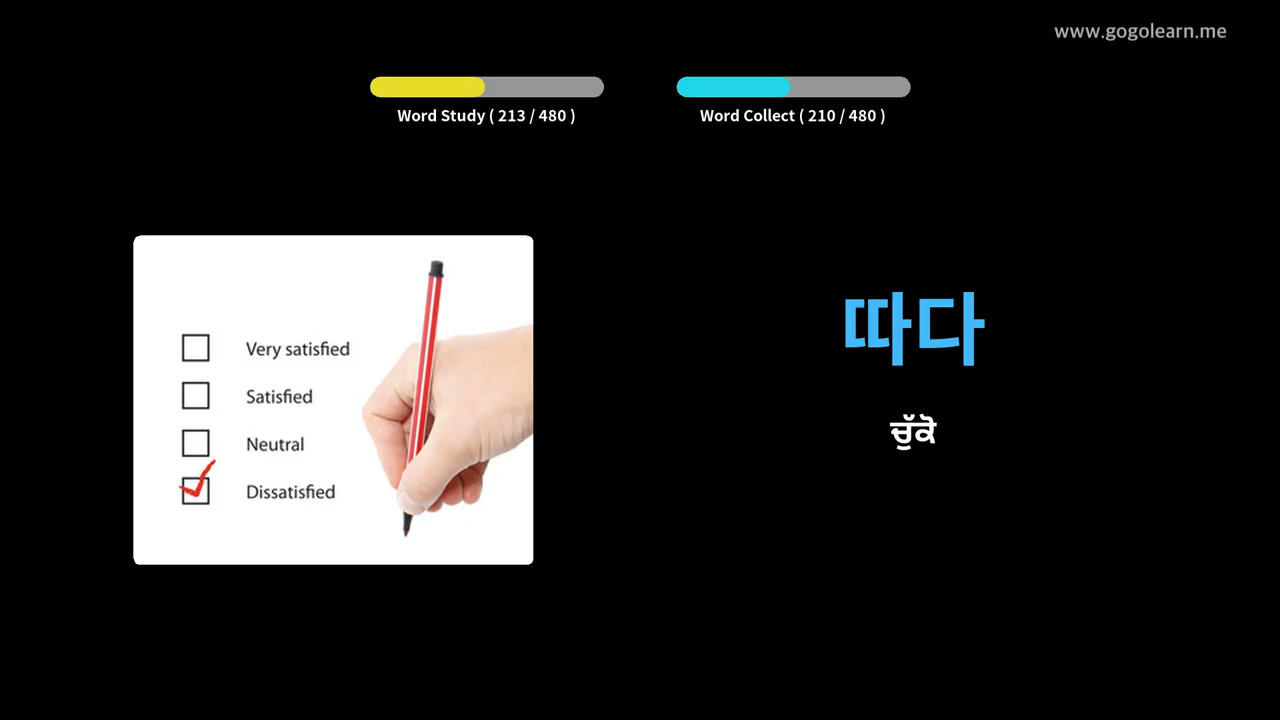 www.gogolearn.me
Word Study ( 213 / 480 )
Word Collect ( 210 / 480 )
Very satisfied
Satisfied
Neutral
Dissatisfied
따다
ਚੁੱਕੋ